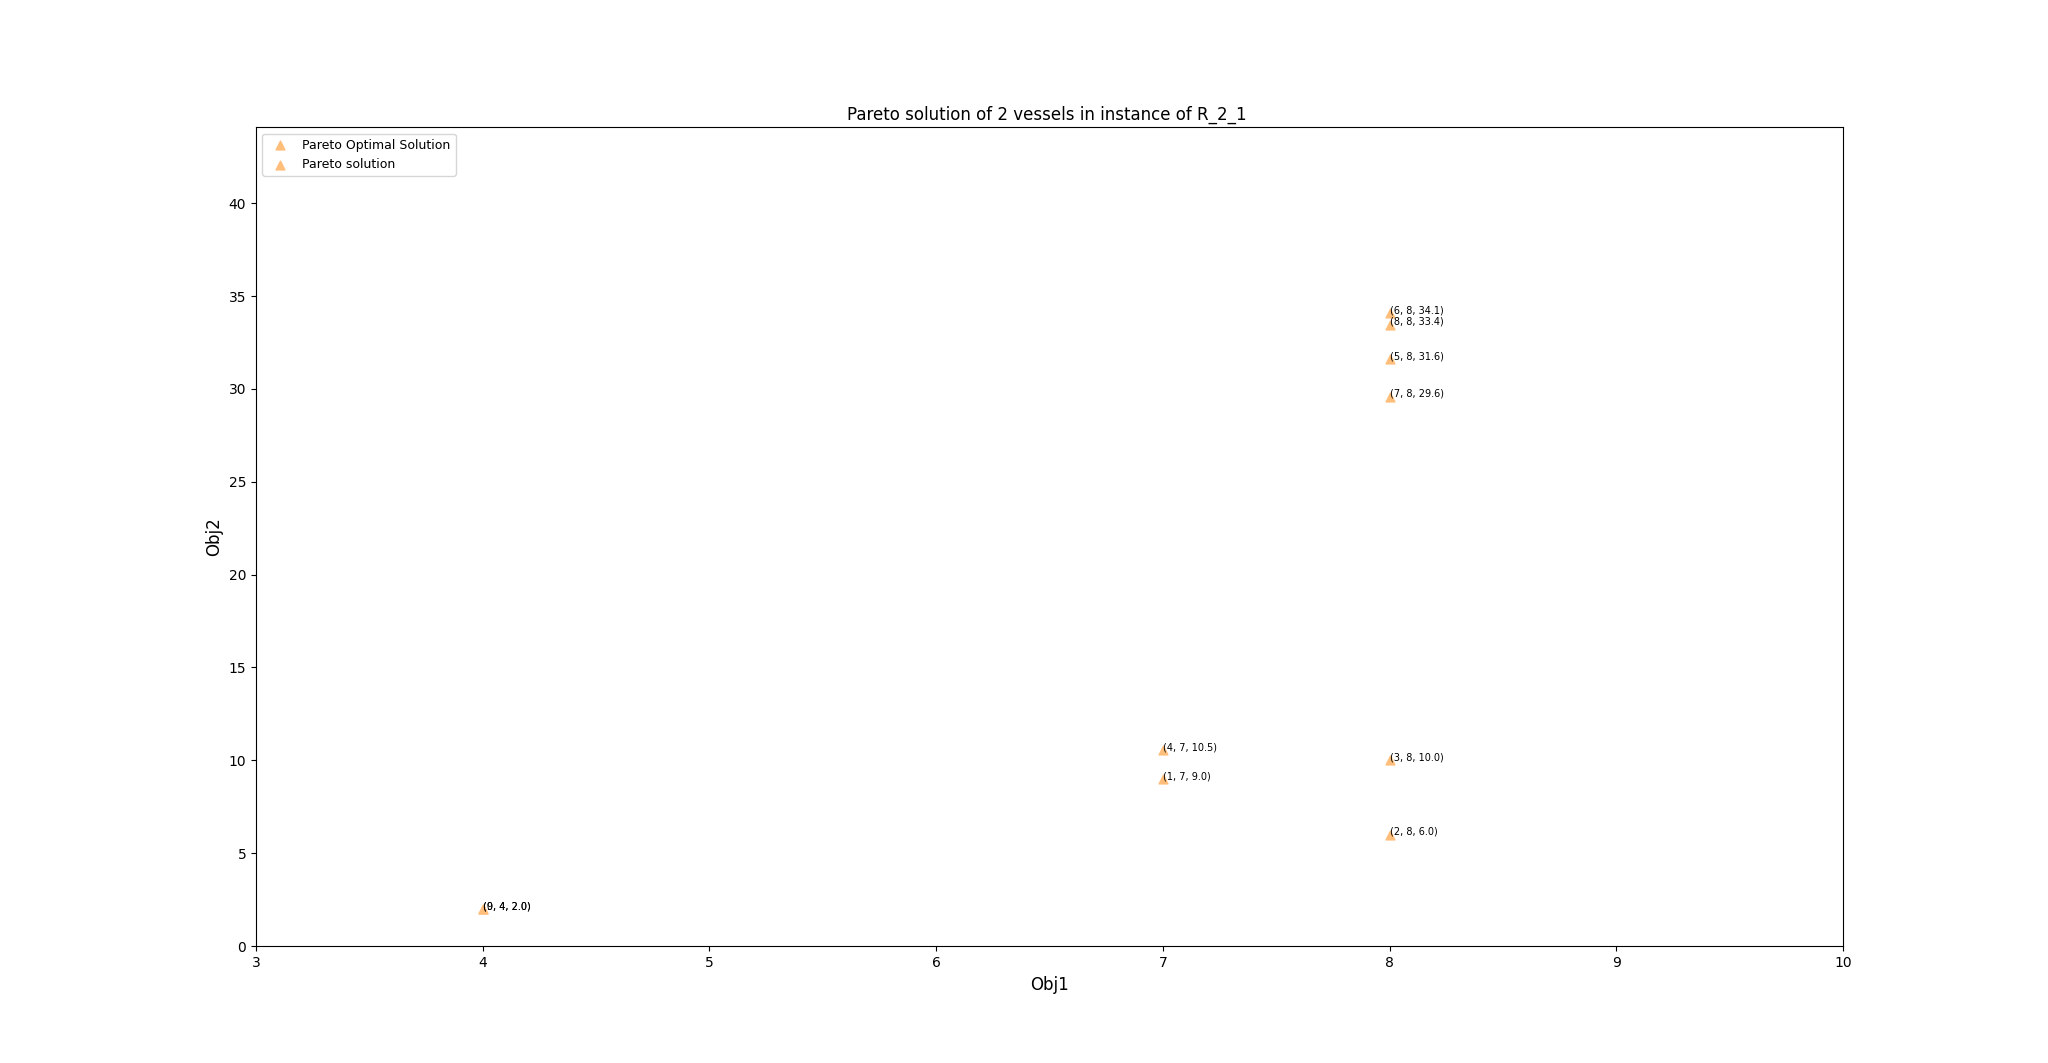 Pareto solution of 2 vessels in instance of R_2_1
Pareto Optimal Solution
Pareto solution
40
35
30
25
20
15
10
5
0
Obj2
(6, 8, 34.1)
(8, 8, 33.4)
(5, 8, 31.6)
(7, 8, 29.6)
(4, 7, 10.5)
(3, 8, 10.0)
(1, 7, 9.0)
(2, 8, 6.0)
4, 2.0)
3
4
5
6
7
8
9
10
Obj1